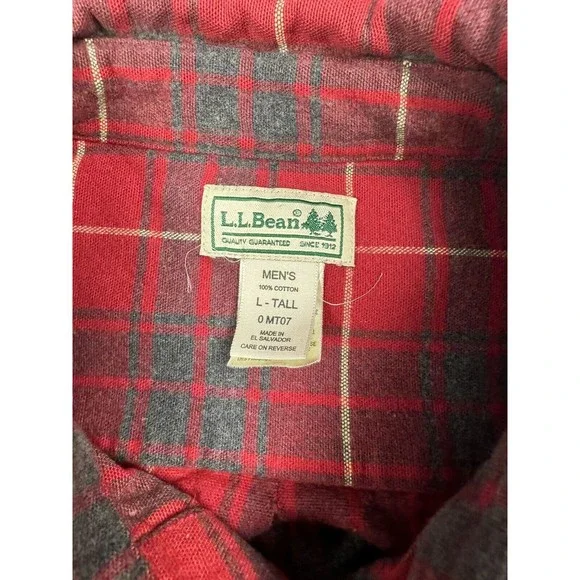 L.L.Bean®
QUALITY GUARANTEED SINCE 1912
MEN'S
100% COTTON
L - TALL
0 MT07
MADE IN
EL SALVADOR
CARE ON REVERSE